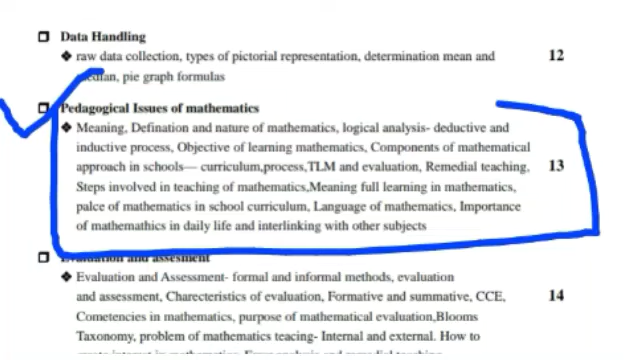 Data Handling
❖ raw data collection, types of pictorial representation, determination mean and 12
median, pie graph formulas
Pedagogical Issues of mathematics
❖ Meaning, Defination and nature of mathematics, logical analysis- deductive and
inductive process, Objective of learning mathematics, Components of mathematical
approach in schools— curriculum,process,TLM and evaluation, Remedial teaching, 13
Steps involved in teaching of mathematics,Meaning full learning in mathematics,
palce of mathematics in school curriculum, Language of mathematics, Importance
of mathemathics in daily life and interlinking with other subjects
Evaluation and assesment
❖ Evaluation and Assessment- formal and informal methods, evaluation
and assessment, Charecteristics of evaluation, Formative and summative, CCE, 14
Cometencies in mathematics, purpose of mathematical evaluation,Blooms
Taxonomy, problem of mathematics teacing- Internal and external. How to